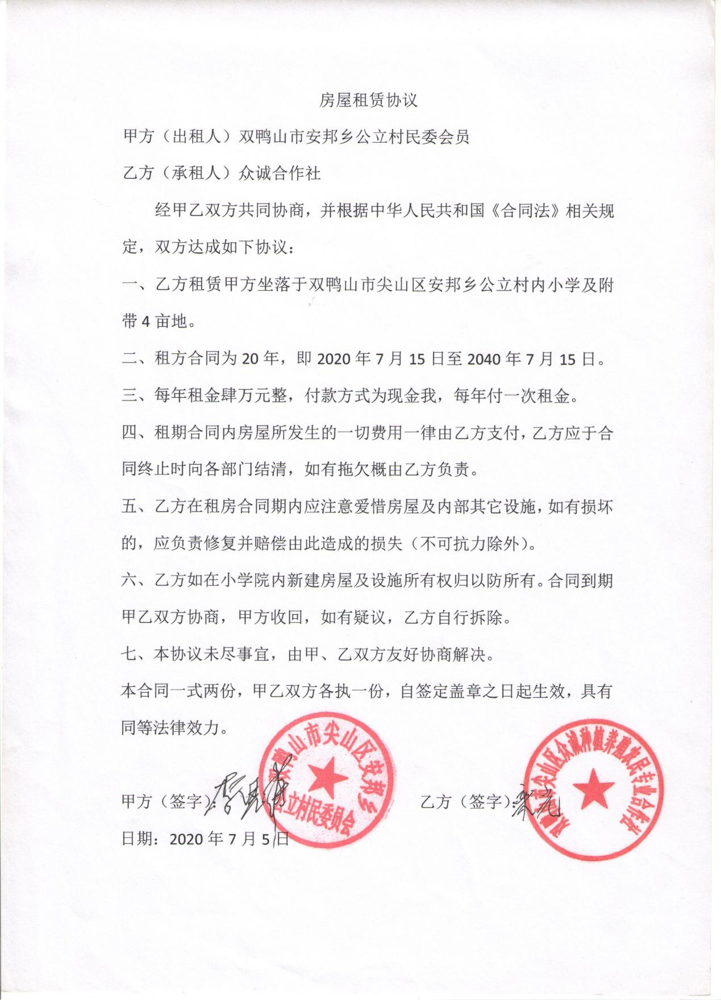 房屋租赁协议
甲方（出租人）双鸭山市安邦乡公立村民委会员
乙方（承租人）众诚合作社
经甲乙双方共同协商，并根据中华人民共和国《合同法》相关规
定，双方达成如下协议：
一、乙方租赁甲方坐落于双鸭山市尖山区安邦乡公立村内小学及附
带 4 亩地。
二、租方合同为 20 年，即 2020 年 7 月 15 日至 2040 年 7 月 15 日。
三、每年租金肆万元整，付款方式为现金我，每年付一次租金。
四、租期合同内房屋所发生的一切费用一律由乙方支付，乙方应于合
同终止时向各部门结清，如有拖欠概由乙方负责。
五、乙方在租房合同期内应注意爱惜房屋及内部其它设施，如有损坏
的，应负责修复并赔偿由此造成的损失（不可抗力除外）。
六、乙方如在小学院内新建房屋及设施所有权归以防所有。合同到期
甲乙双方协商，甲方收回，如有疑议，乙方自行拆除。
七、本协议未尽事宜，由甲、乙双方友好协商解决。
本合同一式两份，甲乙双方各执一份，自签定盖章之日起生效，具有
同等法律效力。
双鸭山市尖山区安邦乡
公立村民委员会
双鸭山市尖山区众诚种植养殖农民专业合作社
甲方（签字）：
乙方（签字）：
日期：2020 年 7 月 5 日